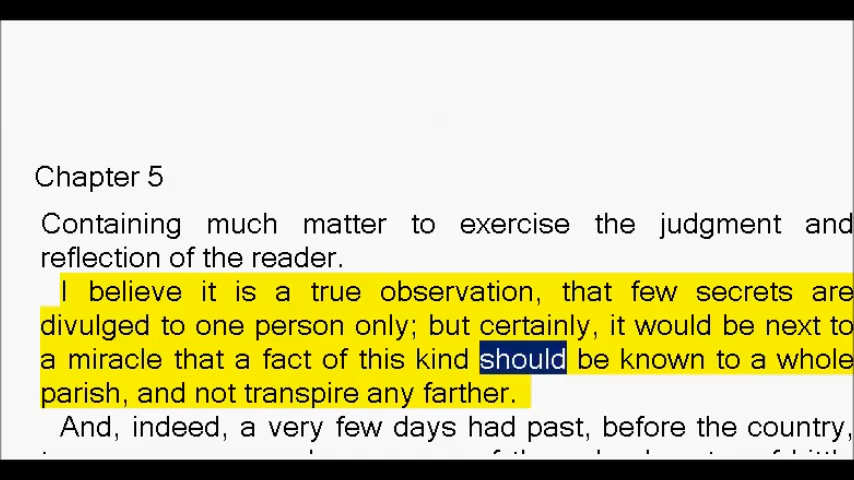 Chapter 5
Containing much matter to exercise the judgment and
reflection of the reader.
I believe it is a true observation, that few secrets are
divulged to one person only; but certainly, it would be next to
a miracle that a fact of this kind should be known to a whole
parish, and not transpire any farther.
And, indeed, a very few days had past, before the country,